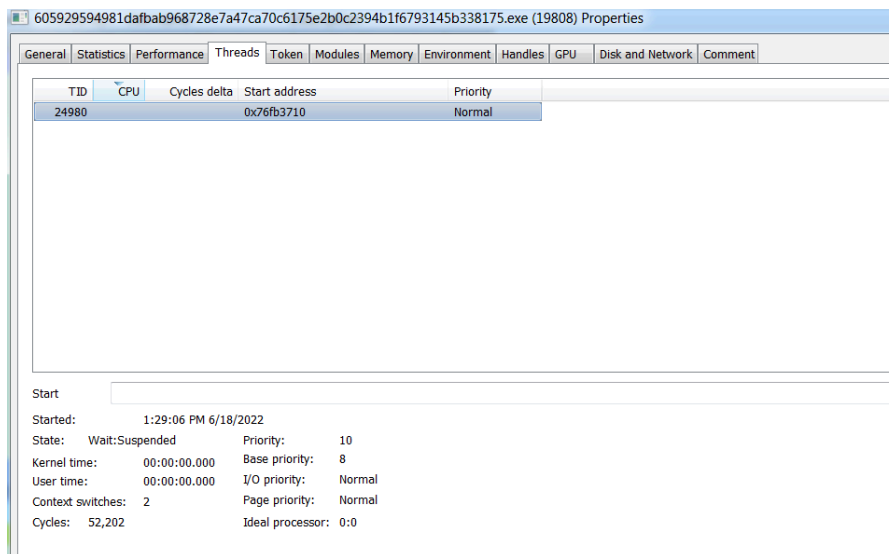 605929594981dafbab968728e7a47ca70c6175e2b0c2394b1f6793145b338175.exe (19808) Properties
General Statistics Performance Threads Token Modules Memory Environment Handles GPU Disk and Network Comment
TID CPU Cycles delta Start address Priority
24980 0x76fb3710 Normal
Start
Started: 1:29:06 PM 6/18/2022
State: Wait:Suspended Priority: 10
Kernel time: 00:00:00.000 Base priority: 8
User time: 00:00:00.000 I/O priority: Normal
Context switches: 2 Page priority: Normal
Cycles: 52,202 Ideal processor: 0:0